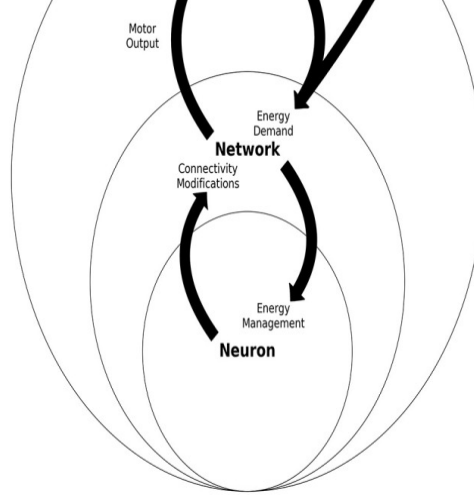 Motor
Output
Energy
Demand
Network
Connectivity
Modifications
Energy
Management
Neuron